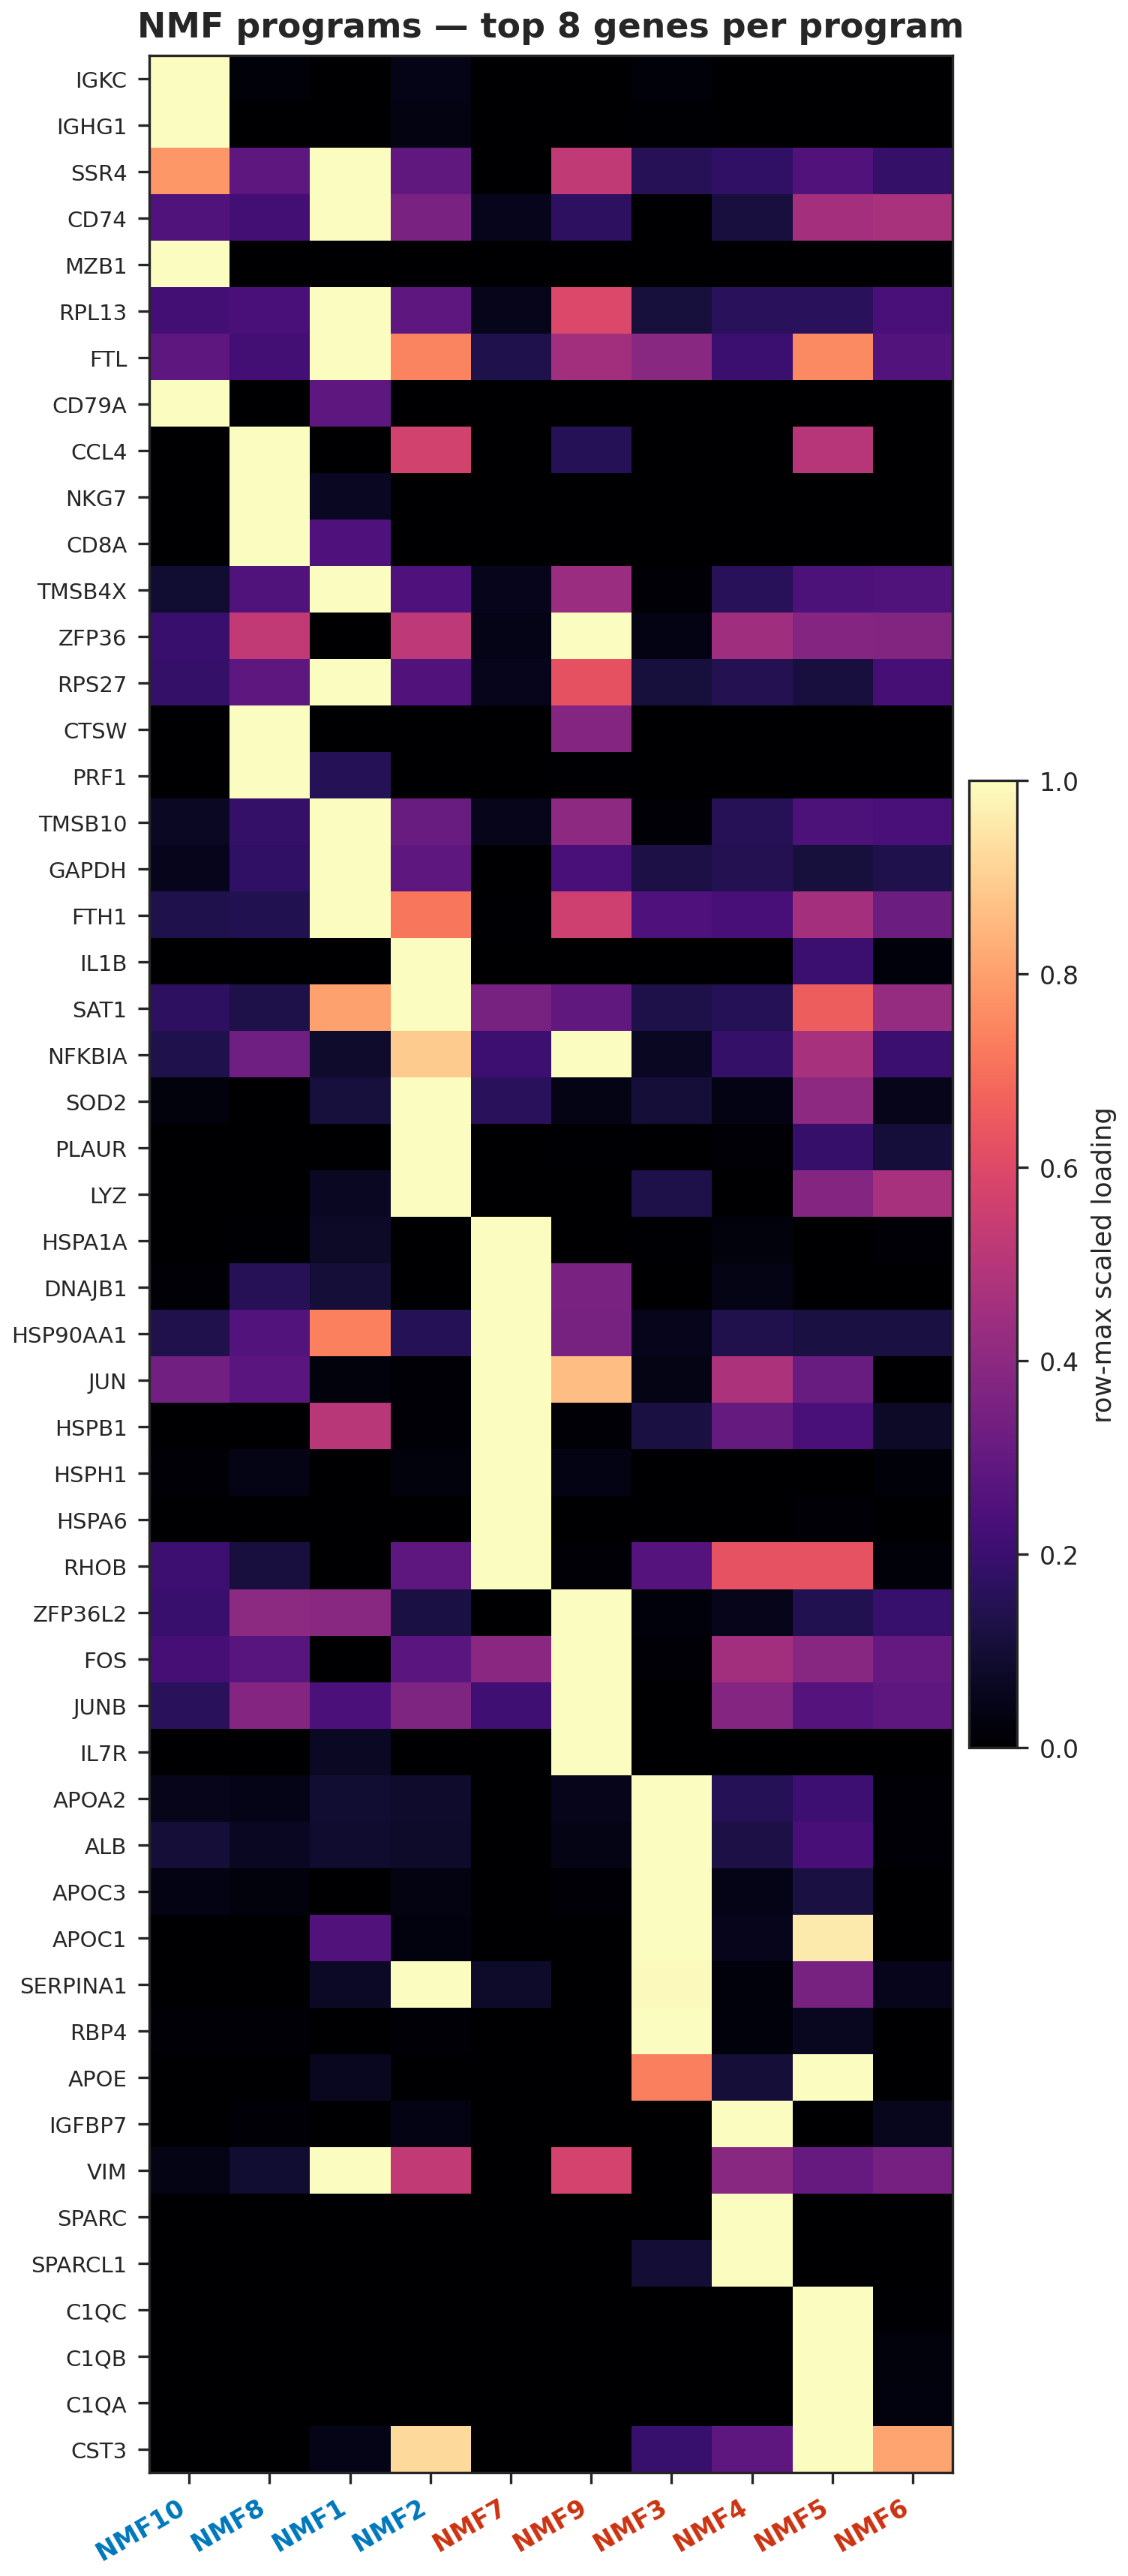 NMF programs — top 8 genes per program
IGKC
IGHG1
SSR4
CD74
MZB1
RPL13
FTL
CD79A
CCL4
NKG7
CD8A
TMSB4X
ZFP36
RPS27
CTSW
PRF1
TMSB10
GAPDH
FTH1
IL1B
SAT1
NFKBIA
SOD2
PLAUR
LYZ
HSPA1A
DNAJB1
HSP90AA1
JUN
HSPB1
HSPH1
HSPA6
RHOB
ZFP36L2
FOS
JUNB
IL7R
APOA2
ALB
APOC3
APOC1
SERPINA1
RBP4
APOE
IGFBP7
VIM
SPARC
SPARCL1
C1QC
C1QB
C1QA
CST3
NMF10 NMF8 NMF1 NMF2 NMF7 NMF9 NMF3 NMF4 NMF5 NMF6
1.0
0.8
0.6
0.4
0.2
0.0
row-max scaled loading